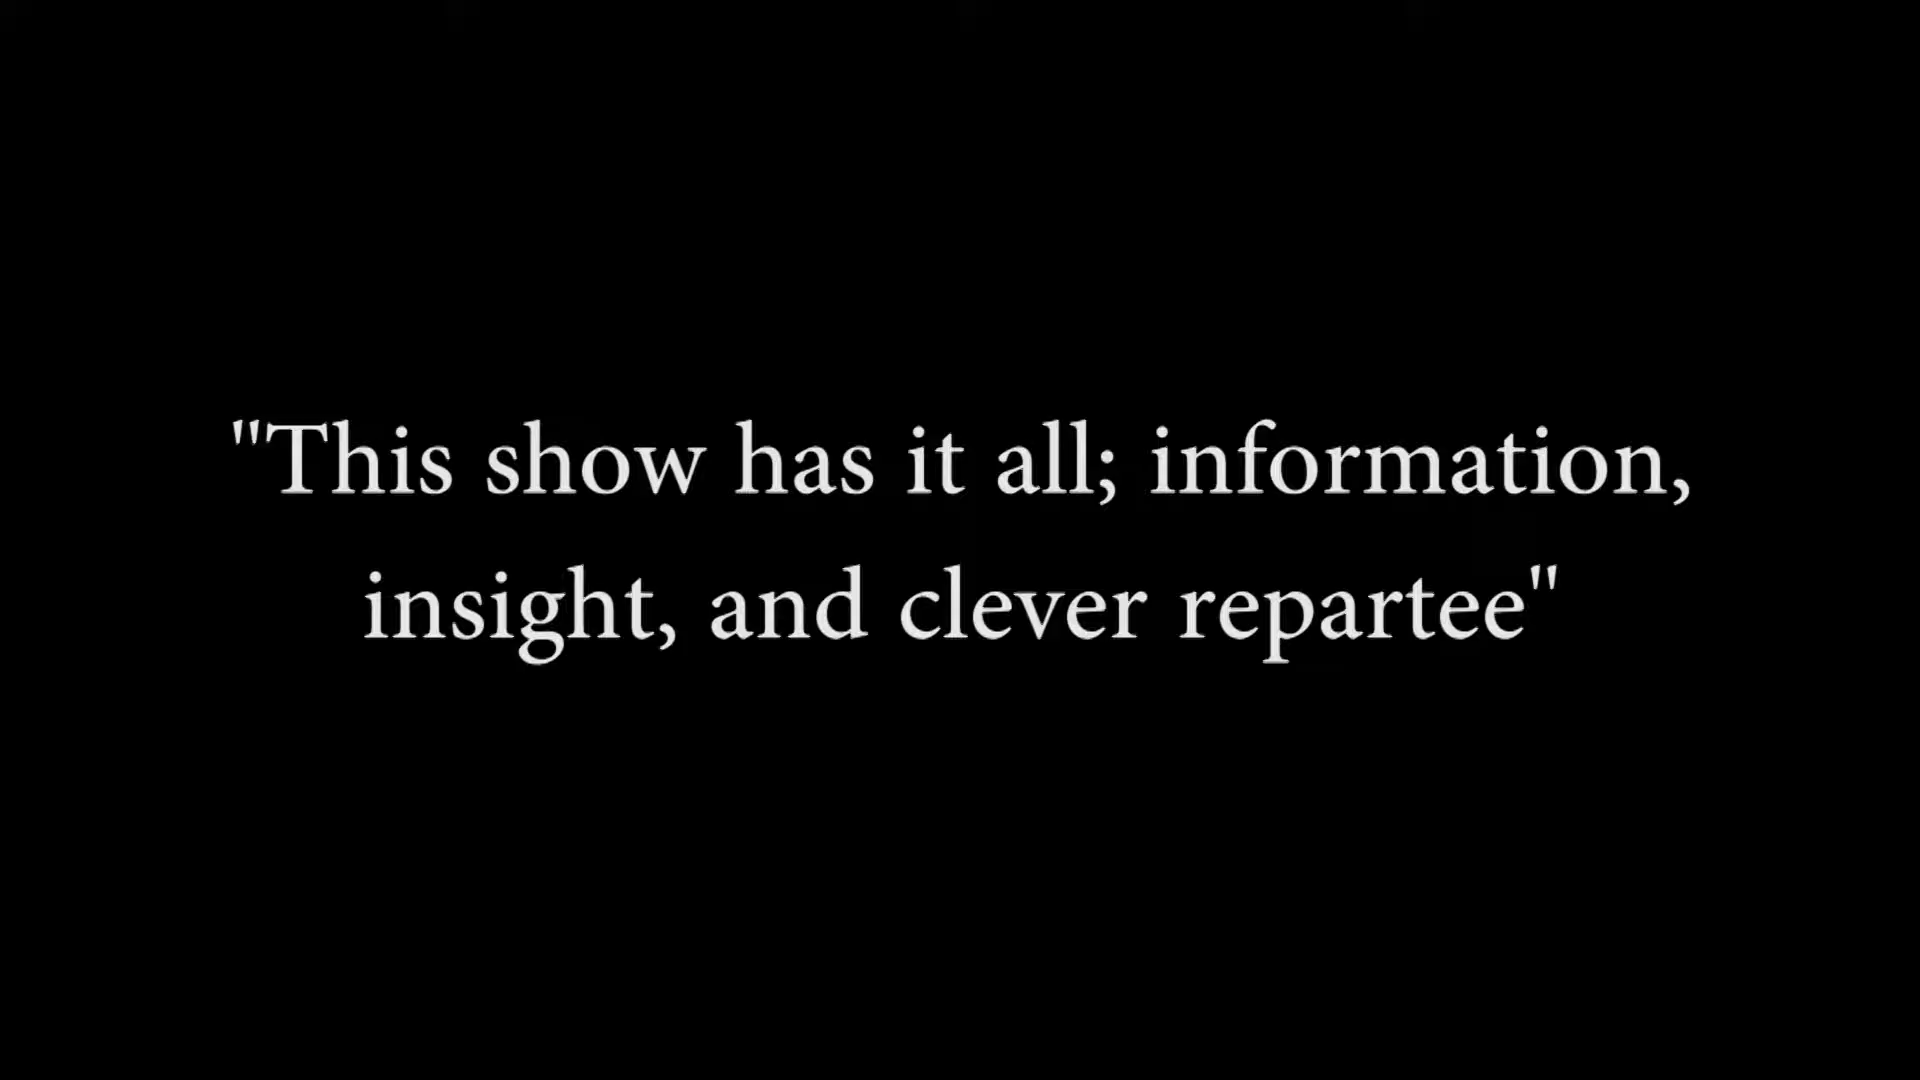 "This show has it all; information,
insight, and clever repartee"